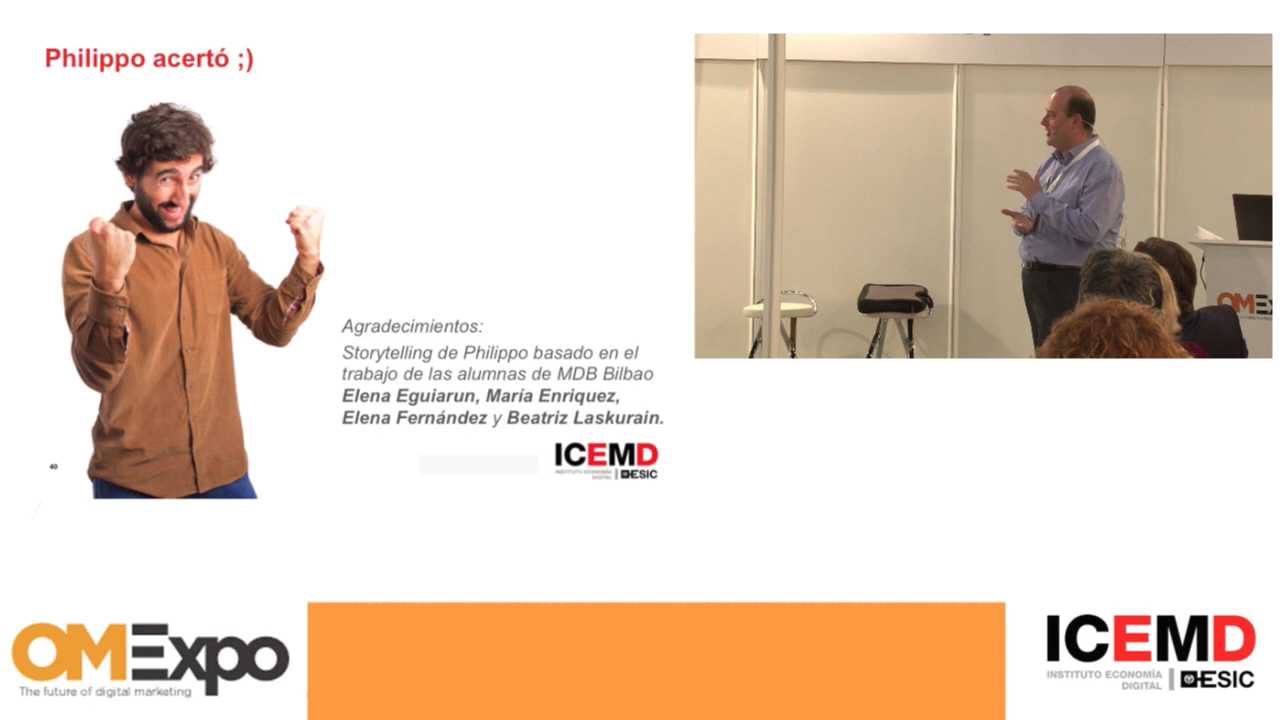 Philippo acertó ;)
Agradecimientos:
Storytelling de Philippo basado en el
trabajo de las alumnas de MDB Bilbao
Elena Eguiarun, María Enriquez,
Elena Fernández y Beatriz Laskurain.
40
ICEMD
INSTITUTO ECONOMÍA
DIGITAL
ESIC
OMEx
OMExpo
The future of digital marketing
ICEMD
INSTITUTO ECONOMÍA
DIGITAL
ESIC